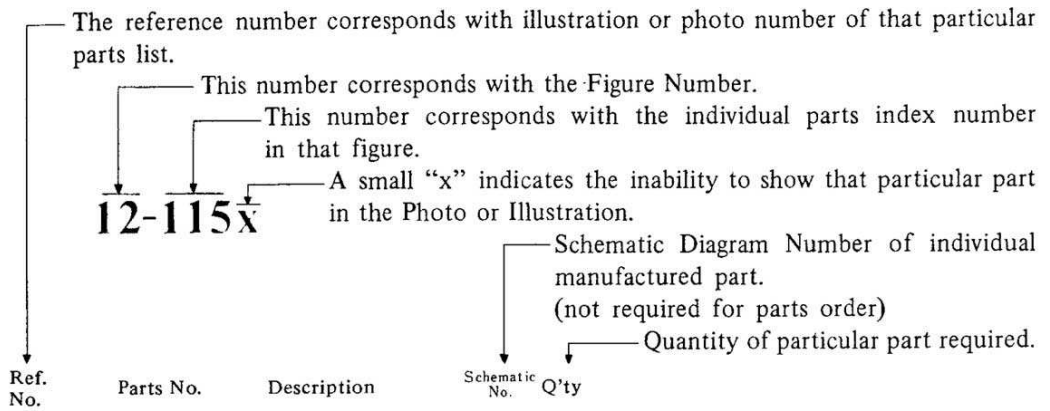 The reference number corresponds with illustration or photo number of that particular
parts list.
This number corresponds with the Figure Number.
This number corresponds with the individual parts index number
in that figure.
A small “x” indicates the inability to show that particular part
in the Photo or Illustration.
12-115x
Schematic Diagram Number of individual
manufactured part.
(not required for parts order)
Quantity of particular part required.
Ref. No. Parts No. Description Schematic No. Q'ty